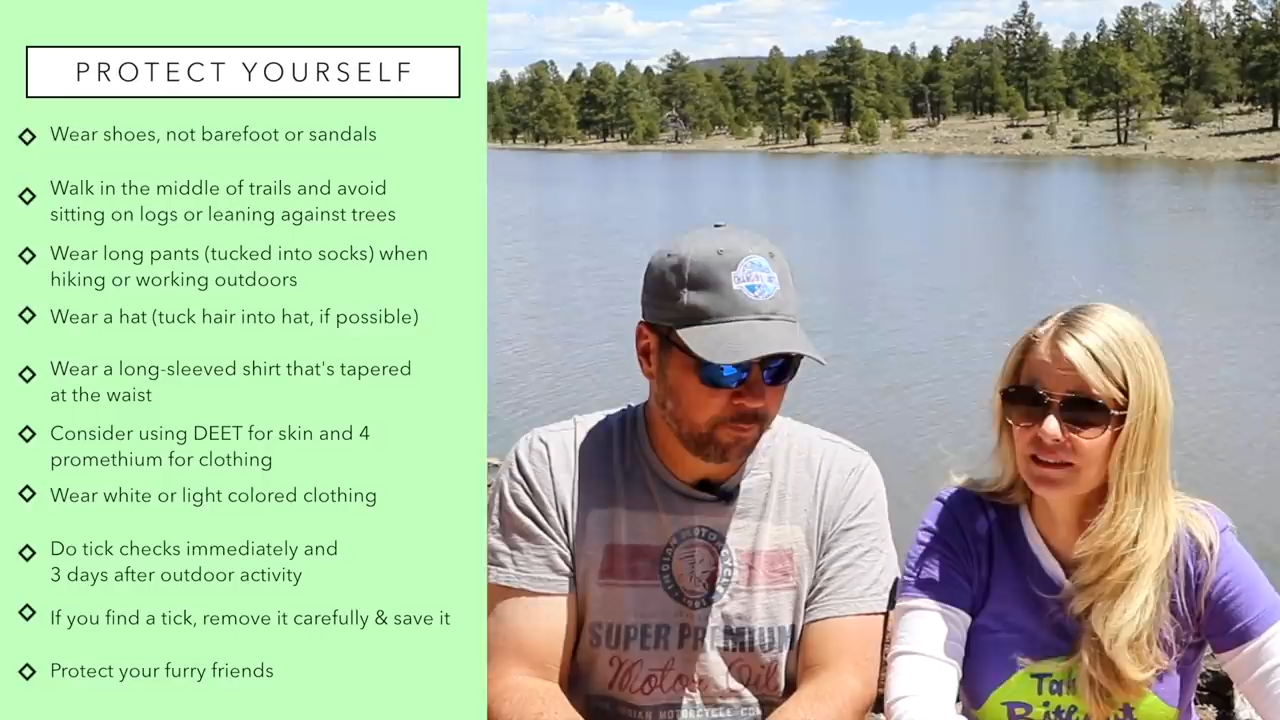 PROTECT YOURSELF
Wear shoes, not barefoot or sandals
Walk in the middle of trails and avoid
sitting on logs or leaning against trees
Wear long pants (tucked into socks) when
hiking or working outdoors
Wear a hat (tuck hair into hat, if possible)
Wear a long-sleeved shirt that's tapered
at the waist
Consider using DEET for skin and 4
promethium for clothing
Wear white or light colored clothing
Do tick checks immediately and
3 days after outdoor activity
If you find a tick, remove it carefully & save it
Protect your furry friends
INDIAN MOTORCYCLE
SUPER PREMIUM
Motor Oil
INDIAN MOTORCYCLE